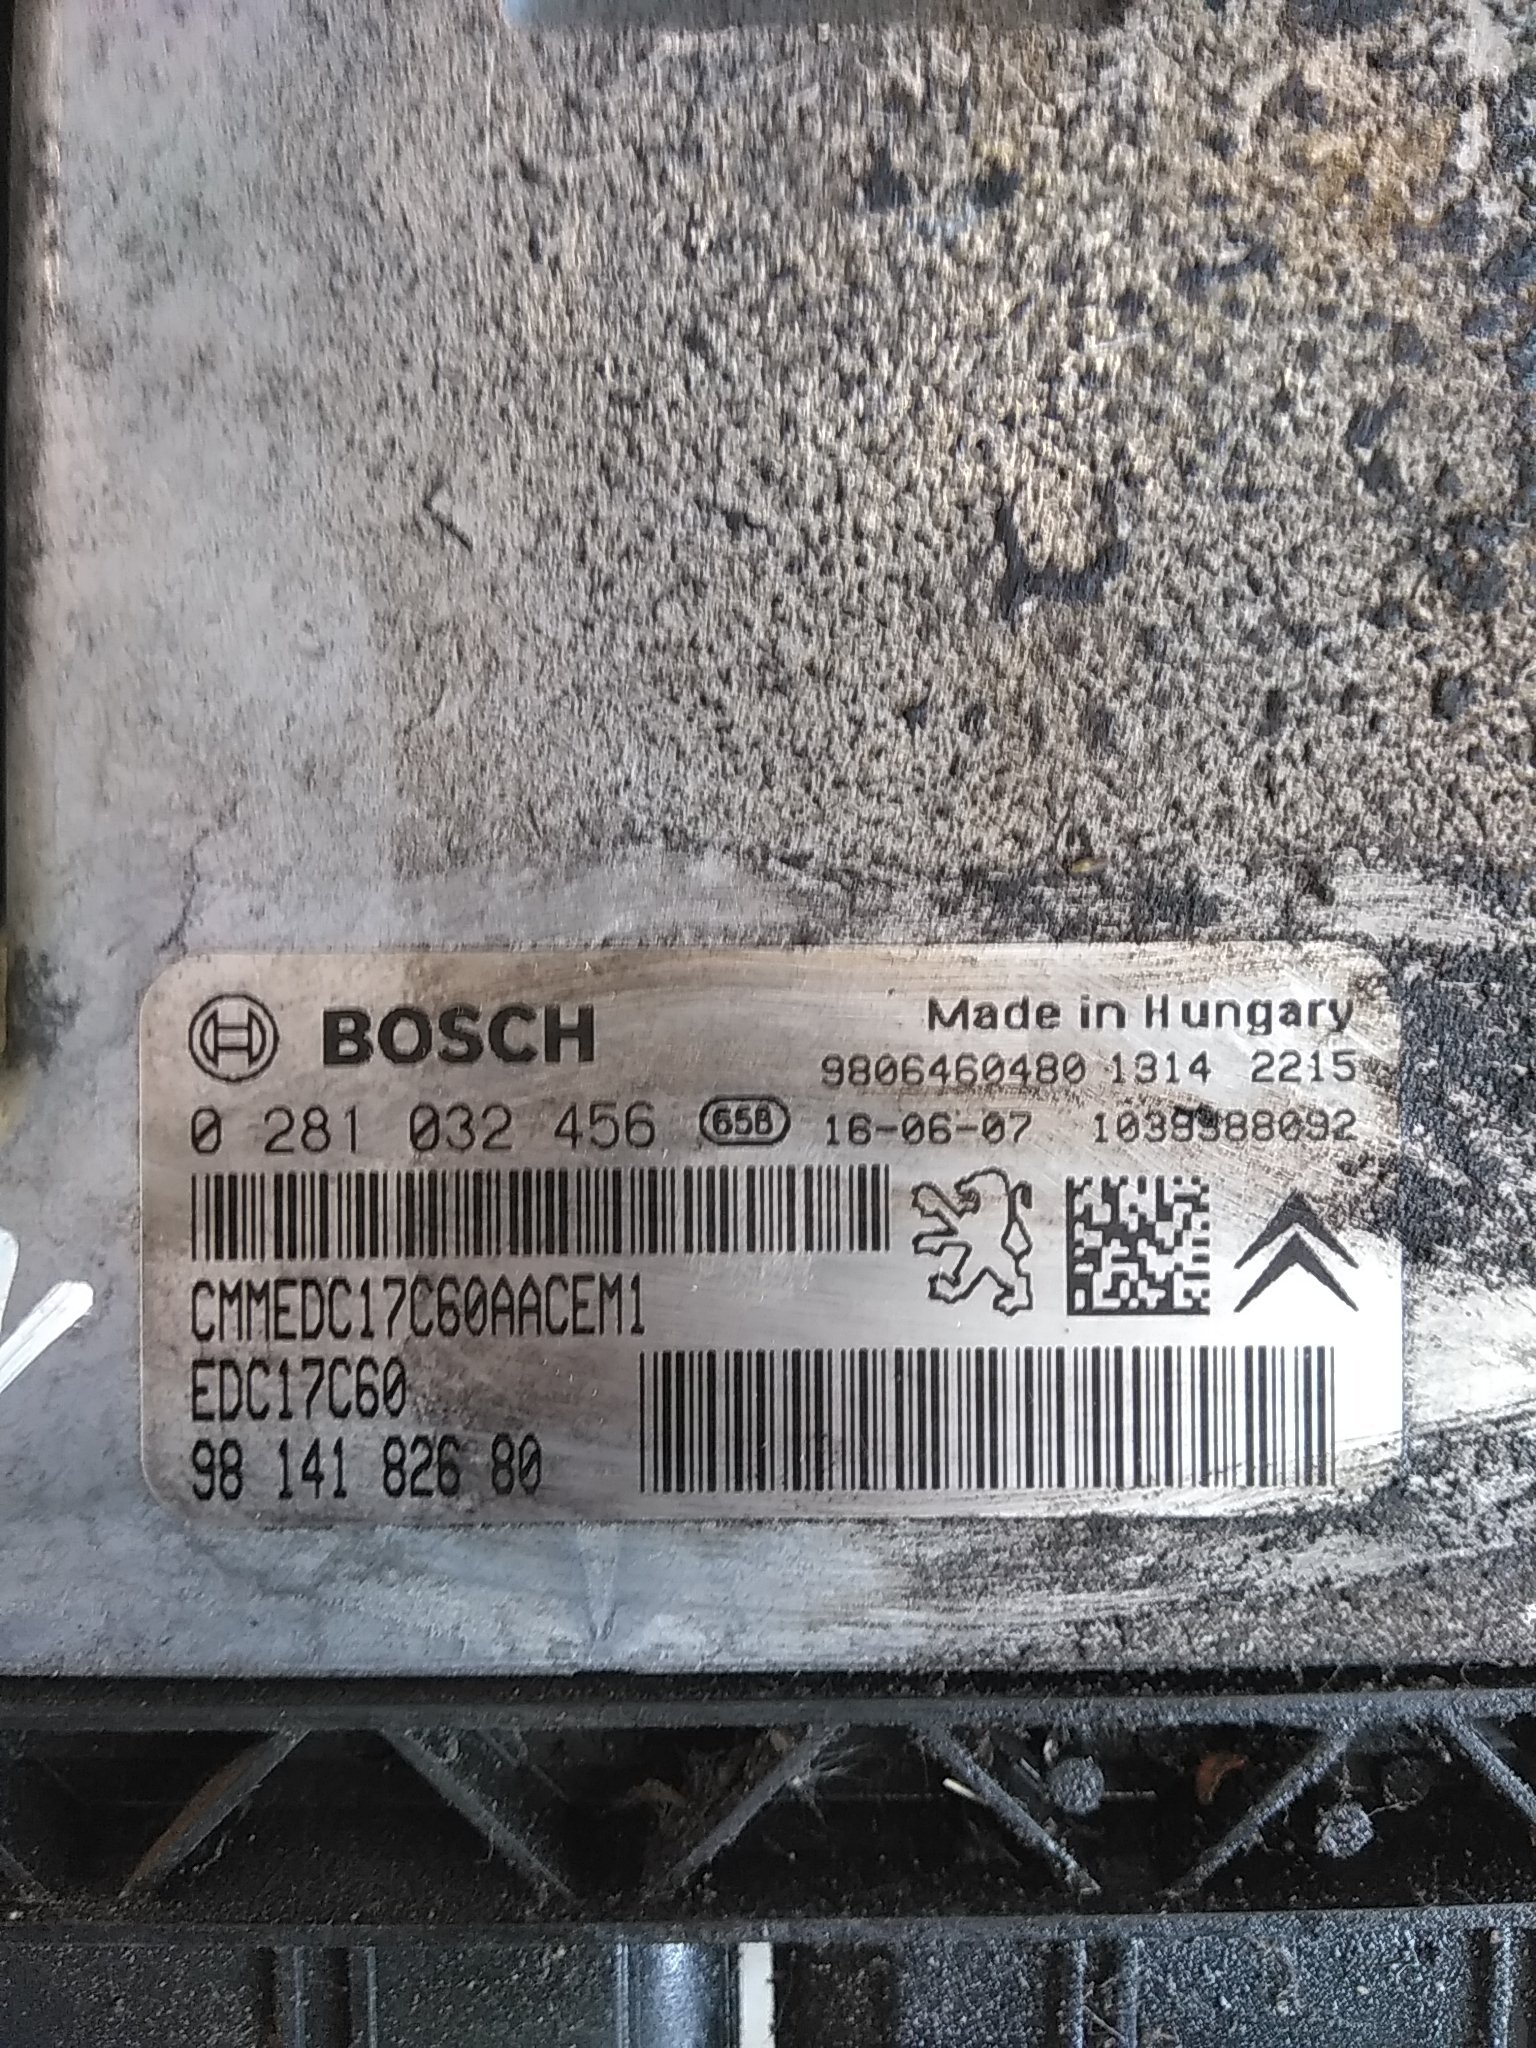 BOSCH
Made in Hungary
9806460480 1314 2215
0 281 032 456 658 16-06-07 1039S88092
CMMEDC17C60AACEM1
EDC17C60
98 141 826 80